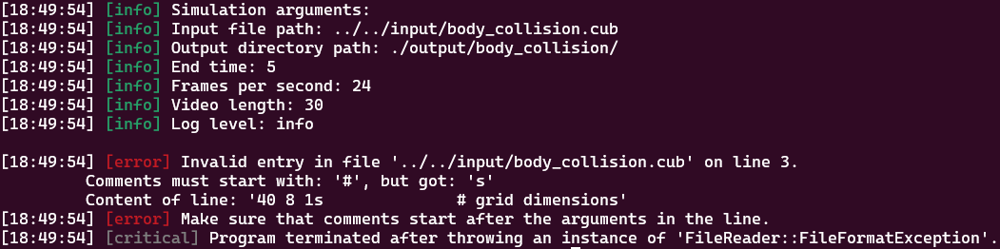 [18:49:54] [info] Simulation arguments:
[18:49:54] [info] Input file path: ../../input/body_collision.cub
[18:49:54] [info] Output directory path: ./output/body_collision/
[18:49:54] [info] End time: 5
[18:49:54] [info] Frames per second: 24
[18:49:54] [info] Video length: 30
[18:49:54] [info] Log level: info
[18:49:54] [error] Invalid entry in file '../../input/body_collision.cub' on line 3.
Comments must start with: '#', but got: 's'
Content of line: '40 8 1s              # grid dimensions'
[18:49:54] [error] Make sure that comments start after the arguments in the line.
[18:49:54] [critical] Program terminated after throwing an instance of 'FileReader::FileFormatException'.